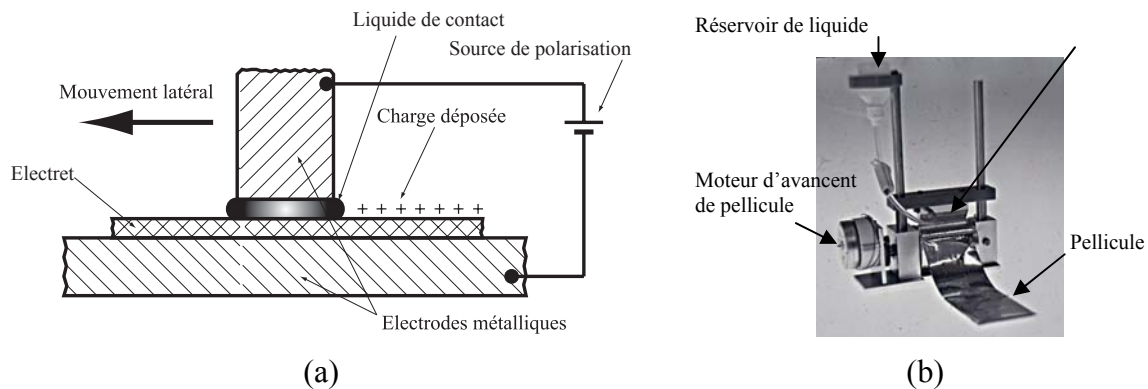 Liquide de contact
Source de polarisation
Mouvement latéral
Charge déposée
Electret
+ + + + + + +
Electrodes métalliques
(a)
Réservoir de liquide
Moteur d’avancent
de pellicule
Pellicule
(b)